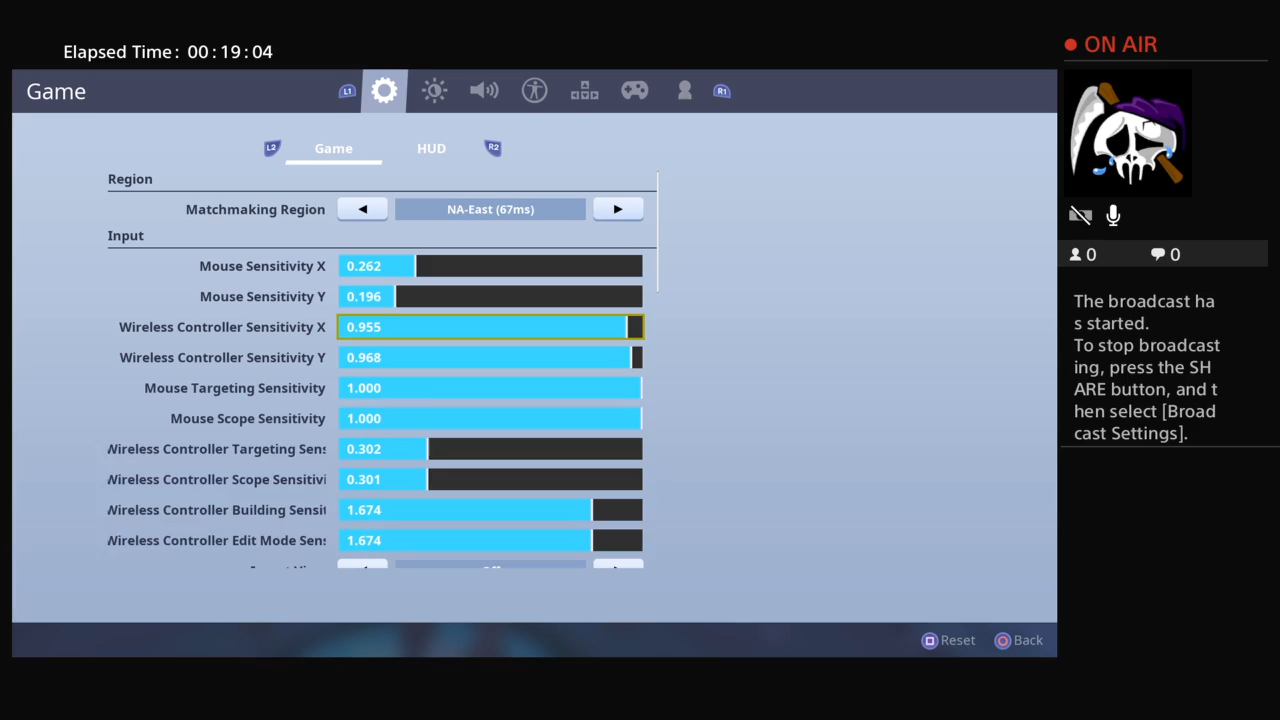 Elapsed Time: 00:19:04
ON AIR
Game
L1
R1
L2
Game
HUD
R2
Region
Matchmaking Region
NA-East (67ms)
Input
Mouse Sensitivity X
0.262
Mouse Sensitivity Y
0.196
Wireless Controller Sensitivity X
0.955
Wireless Controller Sensitivity Y
0.968
Mouse Targeting Sensitivity
1.000
Mouse Scope Sensitivity
1.000
Wireless Controller Targeting Sens
0.302
Wireless Controller Scope Sensitivi
0.301
Wireless Controller Building Sensit
1.674
Wireless Controller Edit Mode Sens
1.674
Reset
Back
0
0
The broadcast ha
s started.
To stop broadcast
ing, press the SH
ARE button, and t
hen select [Broad
cast Settings].